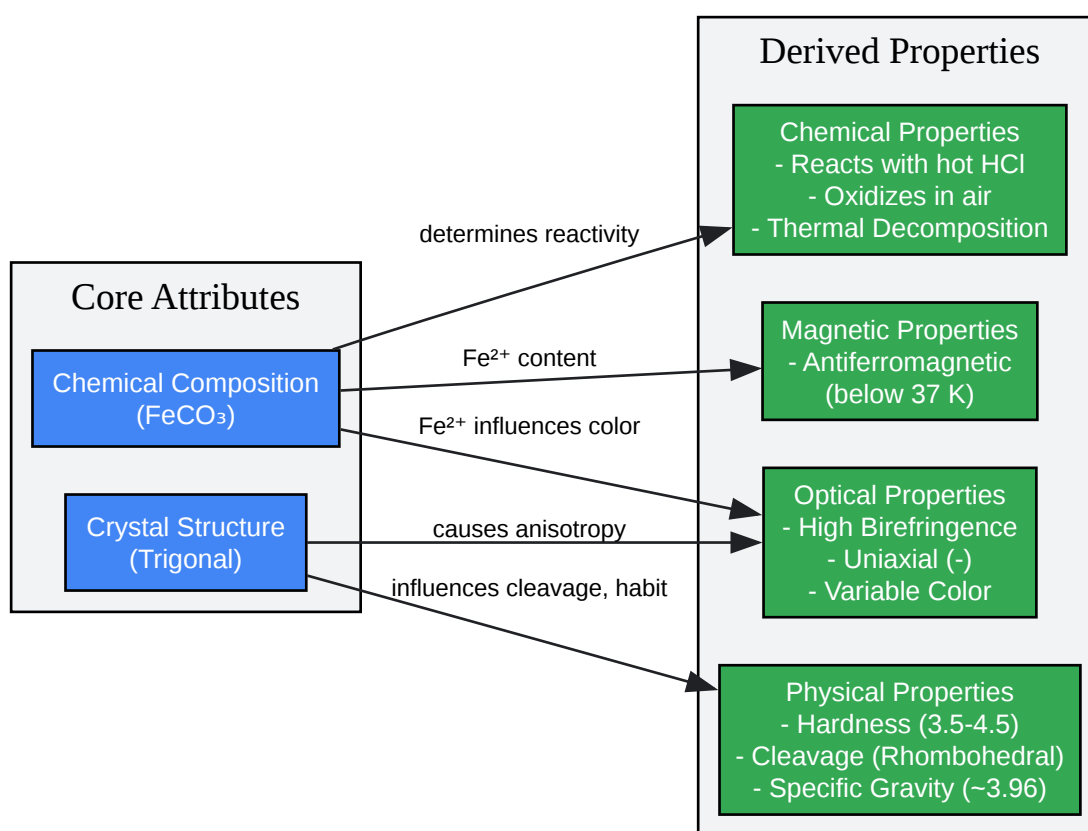 Derived Properties
Chemical Properties
- Reacts with hot HCl
- Oxidizes in air
- Thermal Decomposition
determines reactivity
Core Attributes
Chemical Composition
(FeCO₃)
Fe²⁺ content
Magnetic Properties
- Antiferromagnetic
(below 37 K)
Fe²⁺ influences color
Crystal Structure
(Trigonal)
causes anisotropy
Optical Properties
- High Birefringence
- Uniaxial (-)
- Variable Color
influences cleavage, habit
Physical Properties
- Hardness (3.5-4.5)
- Cleavage (Rhombohedral)
- Specific Gravity (~3.96)